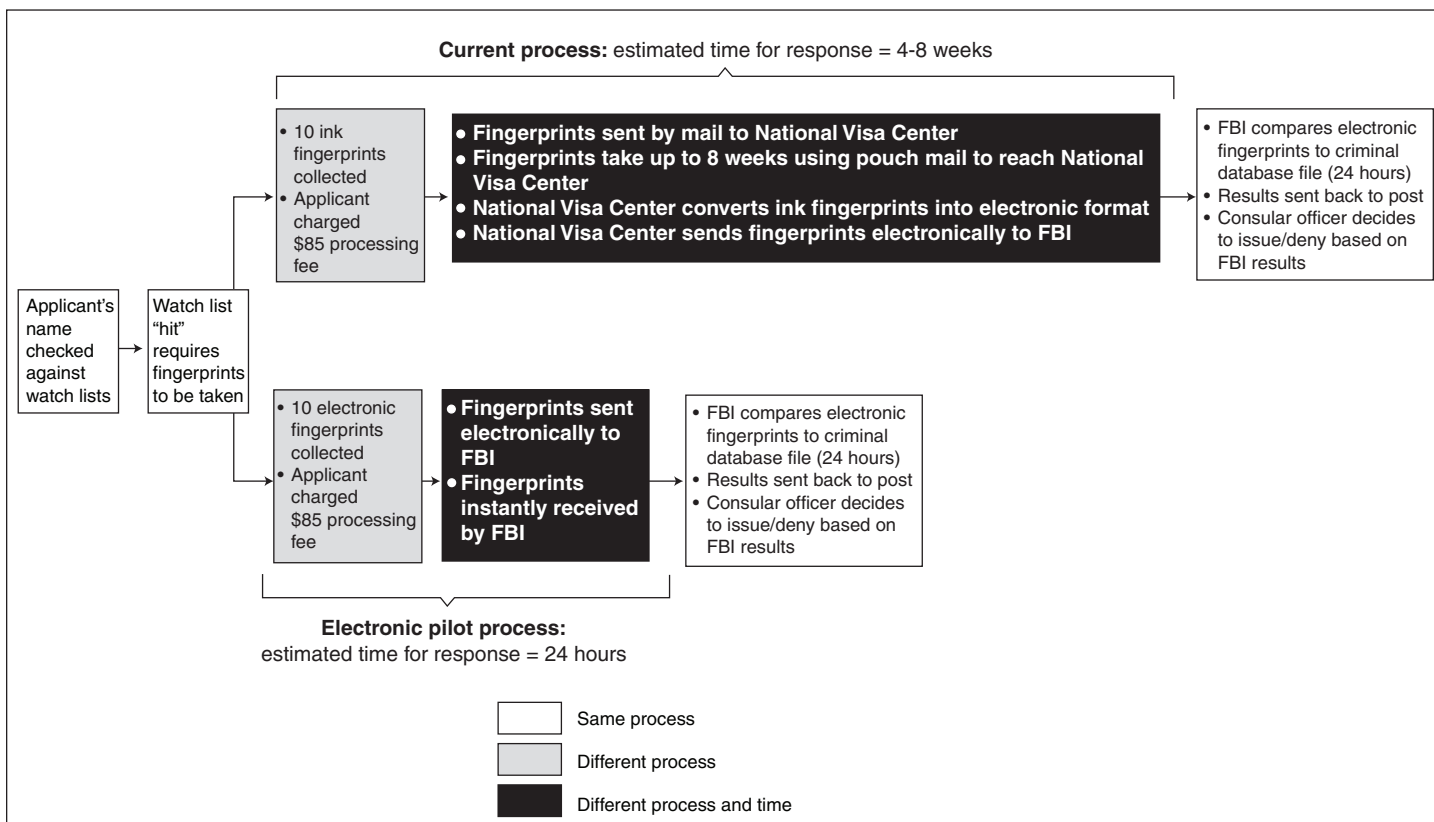 Current process: estimated time for response = 4-8 weeks
• 10 ink
fingerprints
collected
• Applicant
charged
$85 processing
fee
• Fingerprints sent by mail to National Visa Center
• Fingerprints take up to 8 weeks using pouch mail to reach National
Visa Center
• National Visa Center converts ink fingerprints into electronic format
• National Visa Center sends fingerprints electronically to FBI
• FBI compares electronic
fingerprints to criminal
database file (24 hours)
• Results sent back to post
• Consular officer decides
to issue/deny based on
FBI results
Applicant's
name
checked
against
watch lists
Watch list
“hit”
requires
fingerprints
to be taken
• 10 electronic
fingerprints
collected
• Applicant
charged
$85 processing
fee
• Fingerprints sent
electronically to
FBI
• Fingerprints
instantly received
by FBI
• FBI compares electronic
fingerprints to criminal
database file (24 hours)
• Results sent back to post
• Consular officer decides
to issue/deny based on
FBI results
Electronic pilot process:
estimated time for response = 24 hours
Same process
Different process
Different process and time